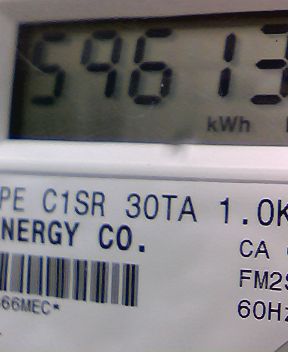 59613
kWh
PE C1SR 30TA 1.0K
NERGY CO.
CA
FM2S
66MEC*
60Hz